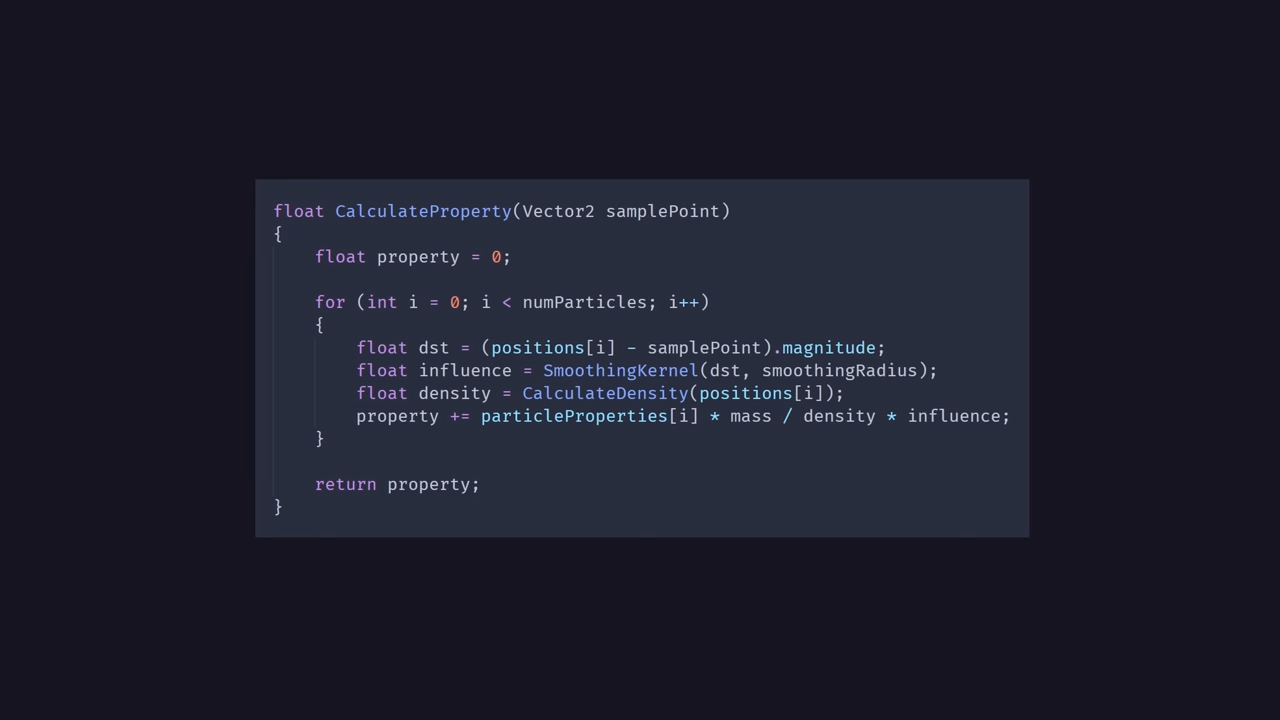 float CalculateProperty(Vector2 samplePoint)
{
    float property = 0;

    for (int i = 0; i < numParticles; i++)
    {
        float dst = (positions[i] - samplePoint).magnitude;
        float influence = SmoothingKernel(dst, smoothingRadius);
        float density = CalculateDensity(positions[i]);
        property += particleProperties[i] * mass / density * influence;
    }

    return property;
}